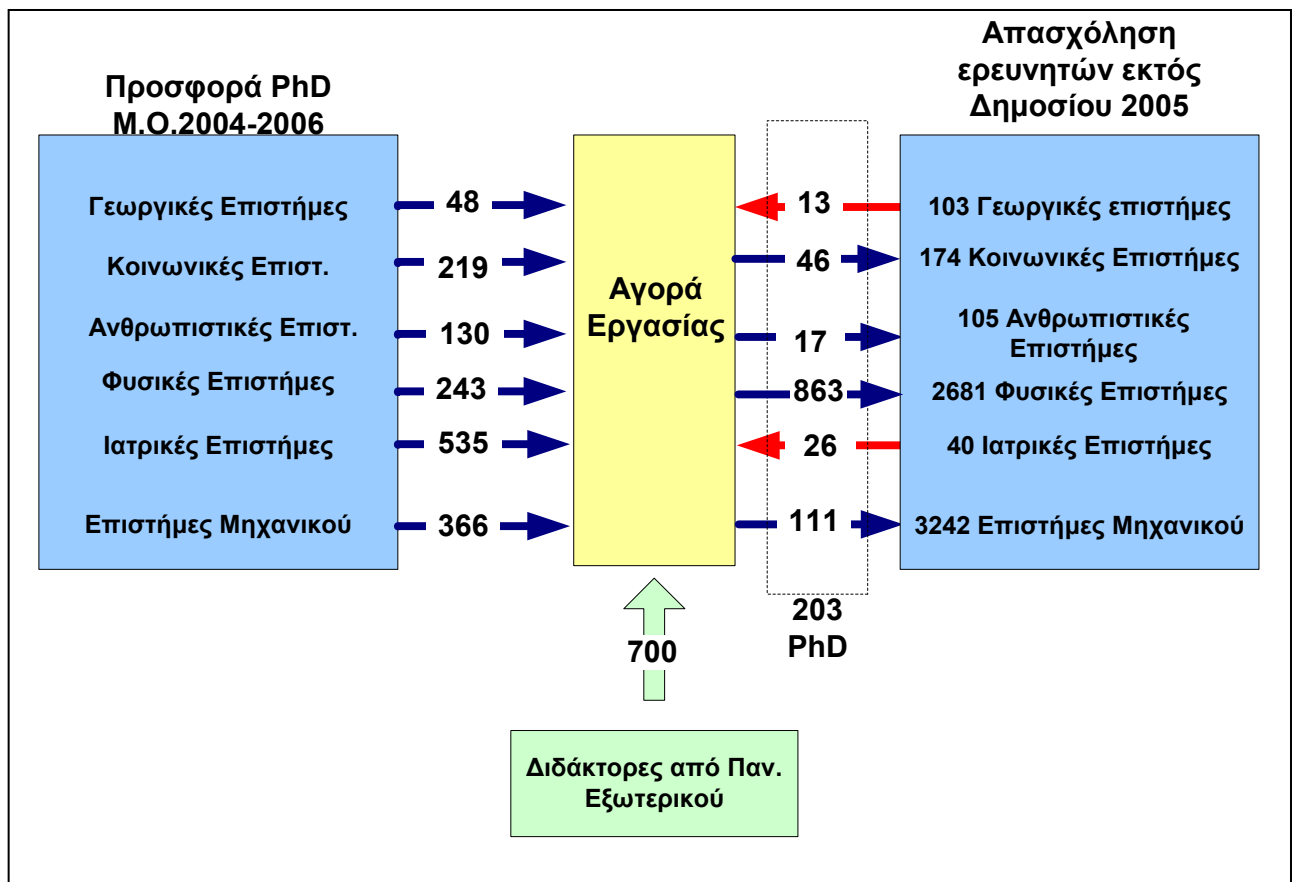 Προσφορά PhD
Μ.Ο.2004-2006
Γεωργικές Επιστήμες
Κοινωνικές Επιστ.
Ανθρωπιστικές Επιστ.
Φυσικές Επιστήμες
Ιατρικές Επιστήμες
Επιστήμες Μηχανικού
48
219
130
243
535
366
Αγορά
Εργασίας
13
46
17
863
26
111
203
PhD
Απασχόληση
ερευνητών εκτός
Δημοσίου 2005
103 Γεωργικές επιστήμες
174 Κοινωνικές Επιστήμες
105 Ανθρωπιστικές
Επιστήμες
2681 Φυσικές Επιστήμες
40 Ιατρικές Επιστήμες
3242 Επιστήμες Μηχανικού
700
Διδάκτορες από Παν.
Εξωτερικού